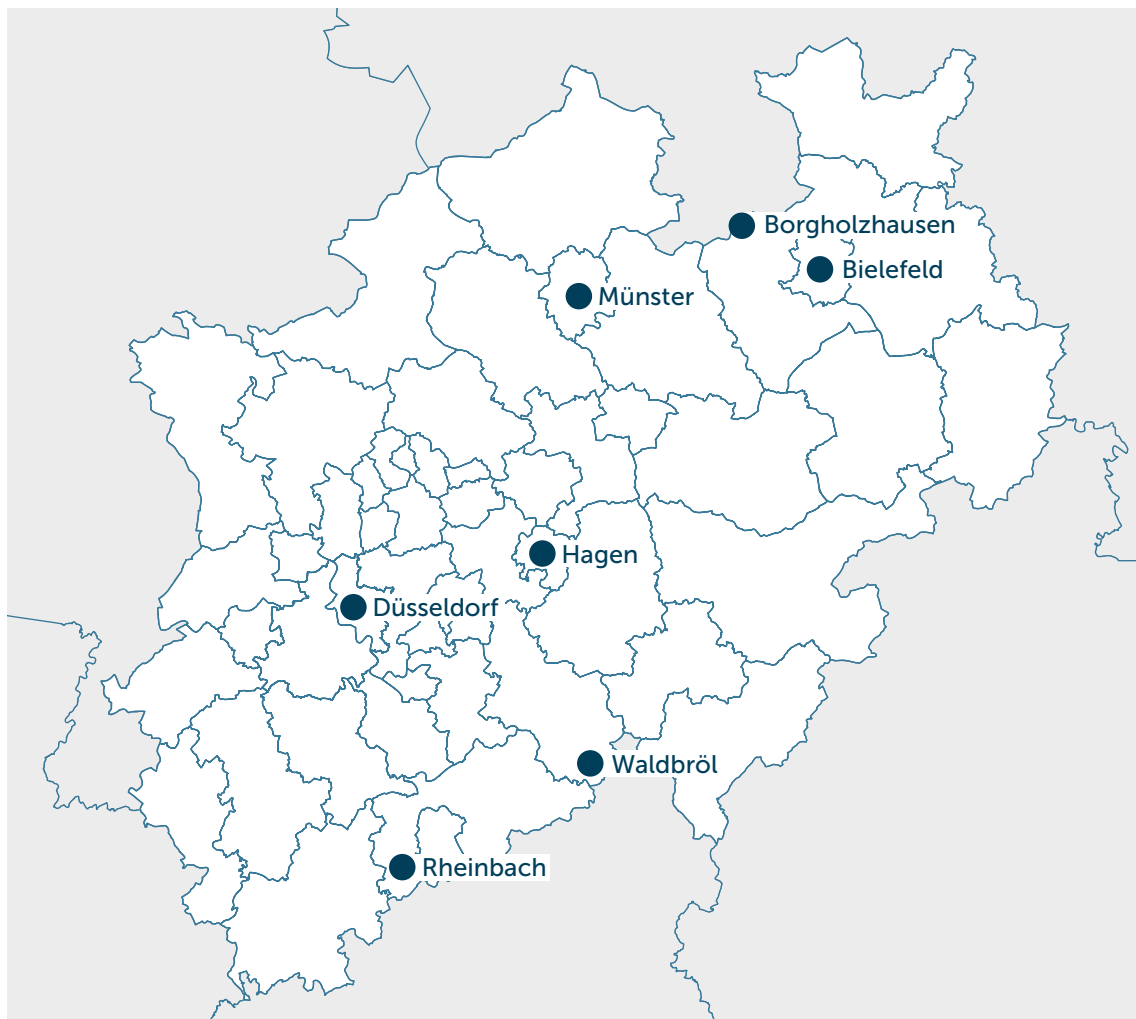 Borgholzhausen
Bielefeld
Münster
Hagen
Düsseldorf
Waldbröl
Rheinbach